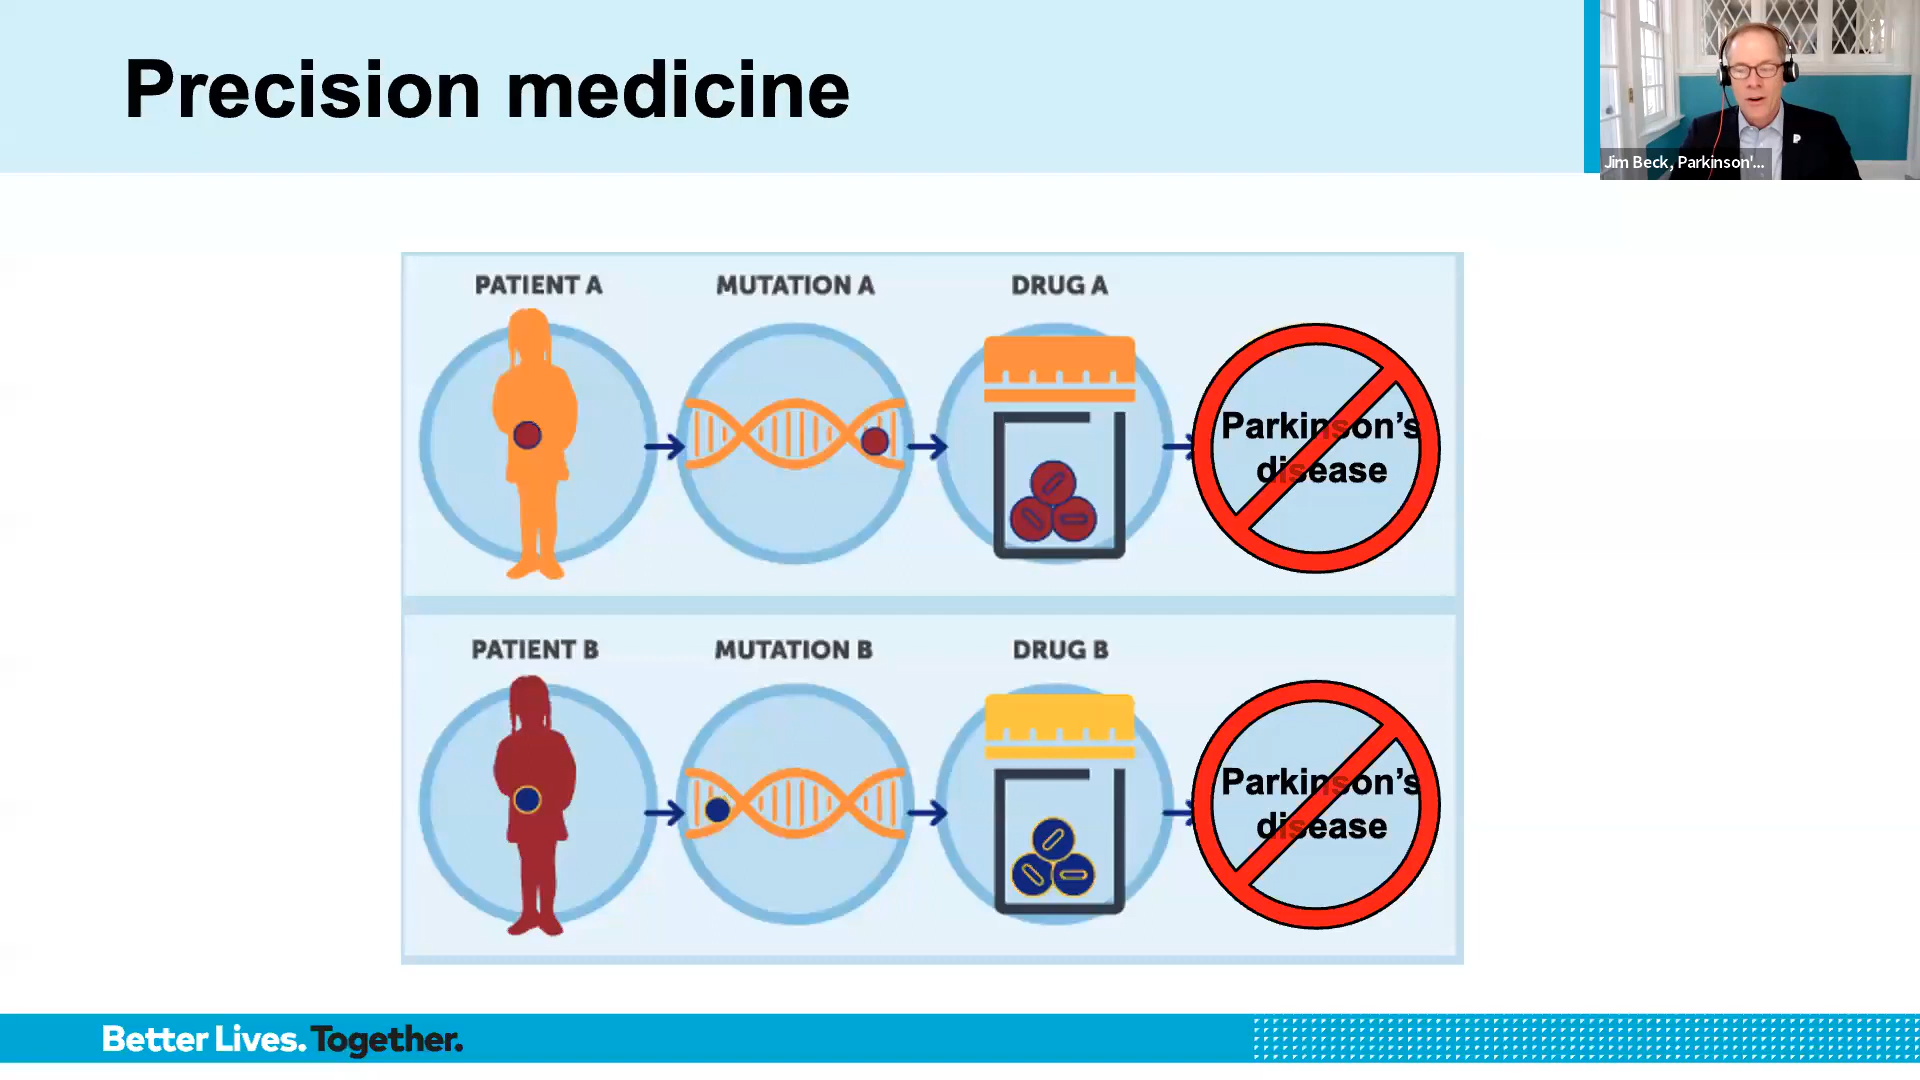 Precision medicine
Jim Beck, Parkinson'...
PATIENT A
MUTATION A
DRUG A
Parkinson’s
disease
PATIENT B
MUTATION B
DRUG B
Parkinson’s
disease
Better Lives. Together.